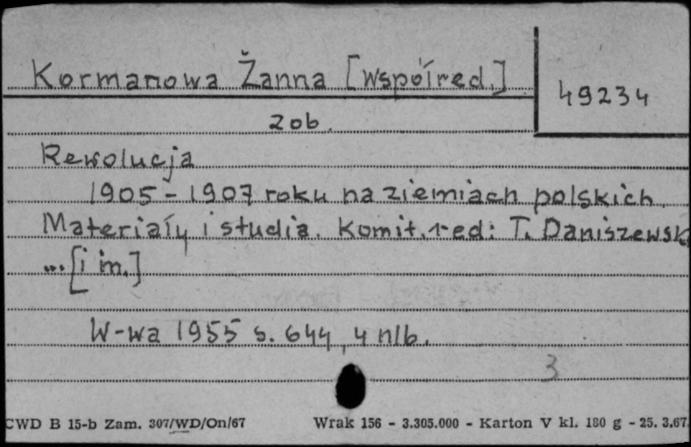 Kormanowa Žanna [współred.]
49234
zob.
Rewolucja
1905-1907 roku na ziemiach polskich.
Materiały i studia. Komit. red: T. Daniszewski
... [i in.]
W-wa 1955 s. 644, 4 nlb.
3
CWD B 15-b Zam. 307/WD/On/67 Wrak 156 - 3.305.000 - Karton V kl. 180 g - 25.3.67